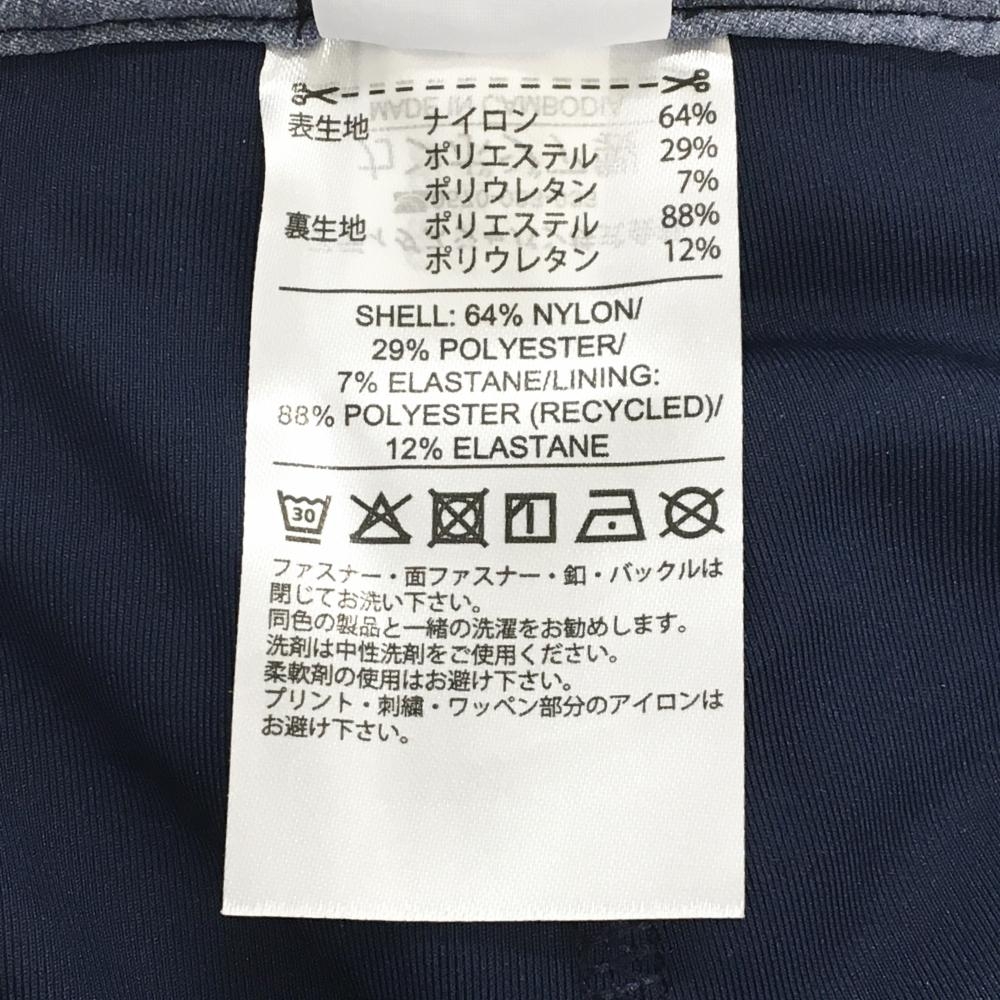 MADE IN CAMBODIA
表生地 ナイロン 64%
ポリエステル 29%
ポリウレタン 7%
裏生地 ポリエステル 88%
ポリウレタン 12%
SHELL: 64% NYLON/
29% POLYESTER/
7% ELASTANE/LINING:
88% POLYESTER (RECYCLED)/
12% ELASTANE
30
ファスナー・面ファスナー・釦・バックルは
閉じてお洗い下さい。
同色の製品と一緒の洗濯をお勧めします。
洗剤は中性洗剤をご使用ください。
柔軟剤の使用はお避け下さい。
プリント・刺繍・ワッペン部分のアイロンは
お避け下さい。